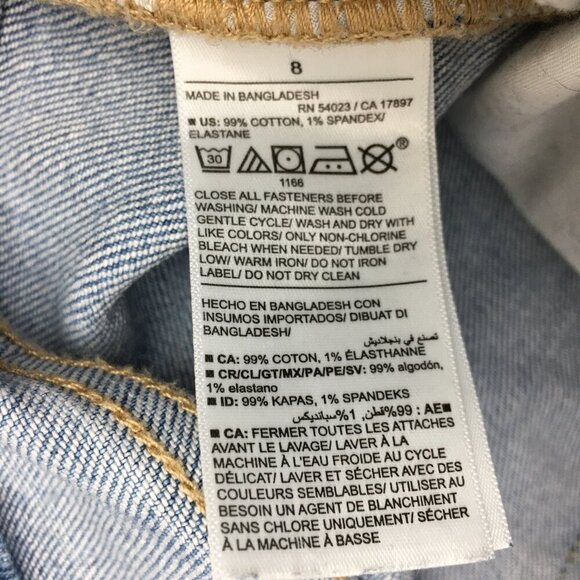 8
MADE IN BANGLADESH
RN 54023 / CA 17897
■ US: 99% COTTON, 1% SPANDEX/
ELASTANE
30
®
1166
CLOSE ALL FASTENERS BEFORE
WASHING/ MACHINE WASH COLD
GENTLE CYCLE/ WASH AND DRY WITH
LIKE COLORS/ ONLY NON-CHLORINE
BLEACH WHEN NEEDED/ TUMBLE DRY
LOW/ WARM IRON/ DO NOT IRON
LABEL/ DO NOT DRY CLEAN
HECHO EN BANGLADESH CON
INSUMOS IMPORTADOS/ DIBUAT DI
BANGLADESH/
تصنع في بنجلاديش
■ CA: 99% COTON, 1% ÉLASTHANNE
■ CR/CL/GT/MX/PA/PE/SV: 99% algodón,
1% elastano
■ ID: 99% KAPAS, 1% SPANDEKS
■ AE: 99% قطن, 1% سبانديكس
■ CA: FERMER TOUTES LES ATTACHES
AVANT LE LAVAGE/ LAVER À LA
MACHINE À L'EAU FROIDE AU CYCLE
DÉLICAT/ LAVER ET SÉCHER AVEC DES
COULEURS SEMBLABLES/ UTILISER AU
BESOIN UN AGENT DE BLANCHIMENT
SANS CHLORE UNIQUEMENT/ SÉCHER
À LA MACHINE À BASSE